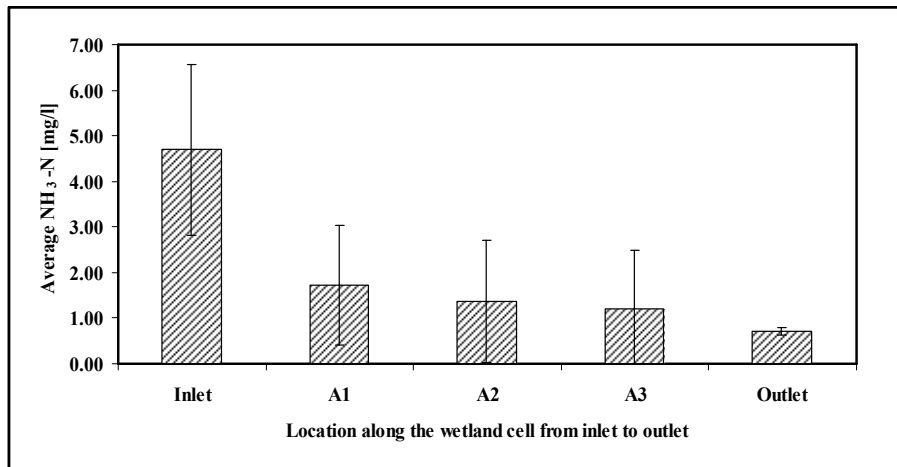 7.00
6.00
5.00
4.00
3.00
2.00
1.00
0.00
Average NH3-N [mg/l]
Inlet A1 A2 A3 Outlet
Location along the wetland cell from inlet to outlet